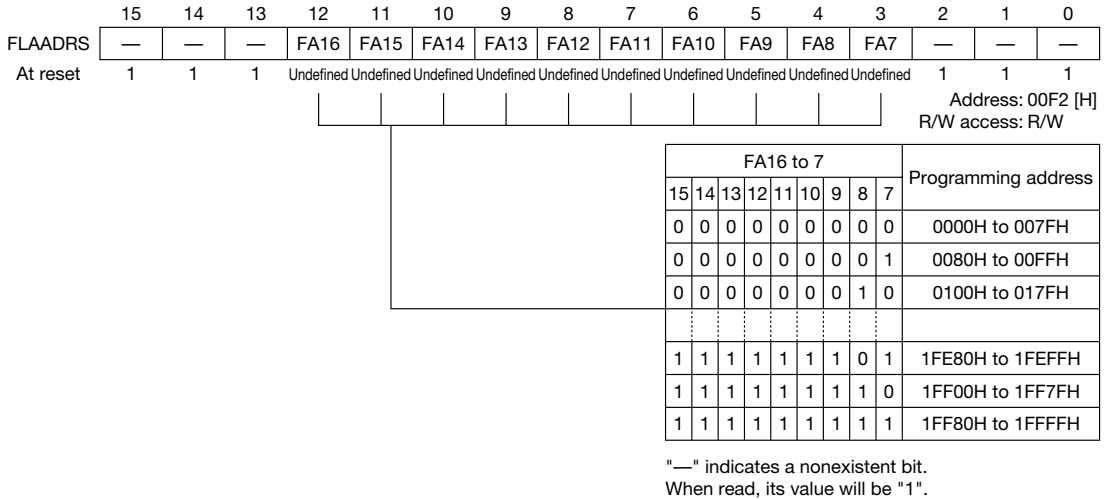 15 14 13 12 11 10 9 8 7 6 5 4 3 2 1 0
FLAADRS — — — FA16 FA15 FA14 FA13 FA12 FA11 FA10 FA9 FA8 FA7 — — —
At reset 1 1 1 Undefined Undefined Undefined Undefined Undefined Undefined Undefined Undefined Undefined Undefined 1 1 1
Address: 00F2 [H]
R/W access: R/W
FA16 to 7 Programming address
15 14 13 12 11 10 9 8 7
0 0 0 0 0 0 0 0 0 0000H to 007FH
0 0 0 0 0 0 0 0 1 0080H to 00FFH
0 0 0 0 0 0 0 1 0 0100H to 017FH
1 1 1 1 1 1 1 0 1 1FE80H to 1FEFFH
1 1 1 1 1 1 1 1 0 1FF00H to 1FF7FH
1 1 1 1 1 1 1 1 1 1FF80H to 1FFFFH
"—" indicates a nonexistent bit.
When read, its value will be "1".